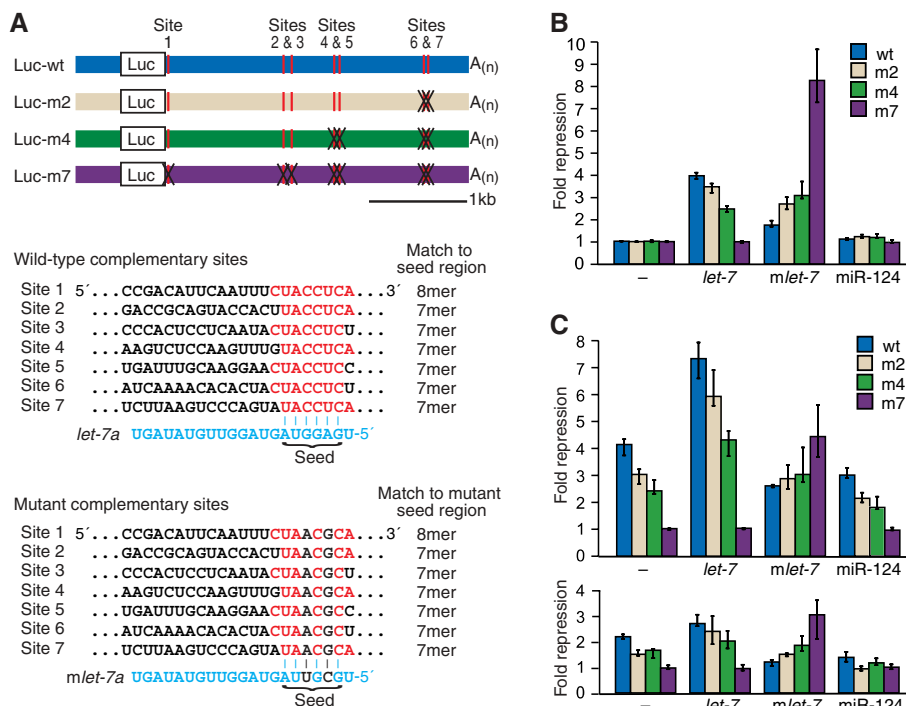 A
Site 1
Sites 2 & 3
Sites 4 & 5
Sites 6 & 7
Luc-wt Luc A(n)
Luc-m2 Luc A(n)
Luc-m4 Luc A(n)
Luc-m7 Luc A(n)
1kb
Wild-type complementary sites
Match to seed region
Site 1 5´...CCGACAUUCAAUUUCUACCUCA...3´ 8mer
Site 2 ...GACCGCAGUACCACUUACCUCA... 7mer
Site 3 ...CCCACUCCUCAAUACUACCUCU... 7mer
Site 4 ...AAGUCUCCAAGUUUGUACCUCA... 7mer
Site 5 ...UGAUUUGCAAGGAACUACCUCC... 7mer
Site 6 ...AUCAAAACACACUACUACCUCU... 7mer
Site 7 ...UCUUAAGUCCCAGUAUACCUCA... 7mer
let-7a UGAUAUGUUGGAUGAUGGAGU-5´
Seed
Mutant complementary sites
Match to mutant seed region
Site 1 5´...CCGACAUUCAAUUUCUAACGCA...3´ 8mer
Site 2 ...GACCGCAGUACCACUUAACGCA... 7mer
Site 3 ...CCCACUCCUCAAUACUAACGCU... 7mer
Site 4 ...AAGUCUCCAAGUUUGUAACGCA... 7mer
Site 5 ...UGAUUUGCAAGGAACUAACGCC... 7mer
Site 6 ...AUCAAAACACACUACUAACGCU... 7mer
Site 7 ...UCUUAAGUCCCAGUAUAACGCA... 7mer
mlet-7a UGAUAUGUUGGAUGAUUGCGU-5´
Seed
B
Fold repression
10
9
8
7
6
5
4
3
2
1
0
wt
m2
m4
m7
– let-7 mlet-7 miR-124
C
Fold repression
8
7
6
5
4
3
2
1
0
wt
m2
m4
m7
– let-7 mlet-7 miR-124
Fold repression
4
3
2
1
0
– let-7 mlet-7 miR-124